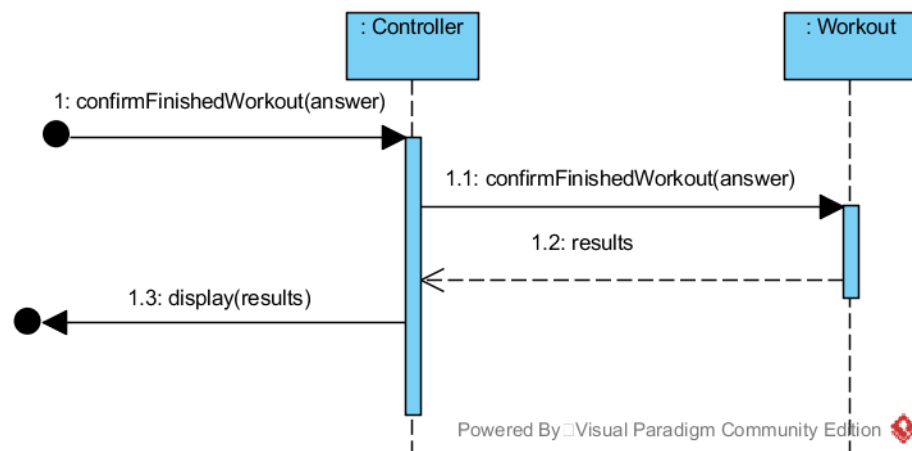 : Controller
: Workout
1: confirmFinishedWorkout(answer)
1.1: confirmFinishedWorkout(answer)
1.2: results
1.3: display(results)
Powered By Visual Paradigm Community Edition